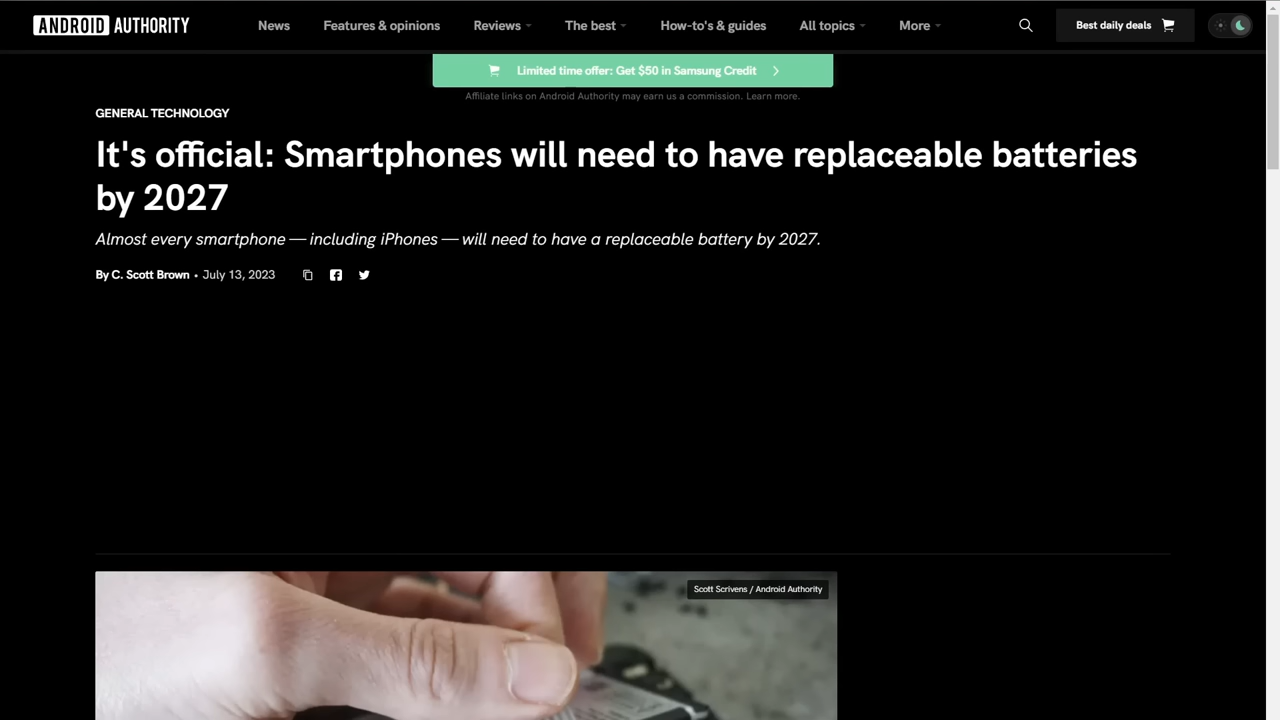 ANDROID AUTHORITY
News Features & opinions Reviews The best How-to's & guides All topics More Best daily deals
Limited time offer: Get $50 in Samsung Credit
Affiliate links on Android Authority may earn us a commission. Learn more.
GENERAL TECHNOLOGY
It's official: Smartphones will need to have replaceable batteries
by 2027
Almost every smartphone — including iPhones — will need to have a replaceable battery by 2027.
By C. Scott Brown • July 13, 2023
Scott Scrivens / Android Authority